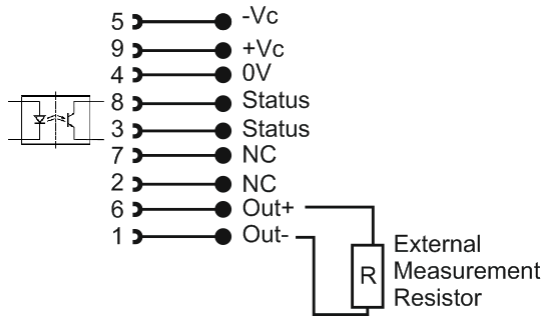 5 -Vc
9 +Vc
4 0V
8 Status
3 Status
7 NC
2 NC
6 Out+
1 Out-
R
External
Measurement
Resistor